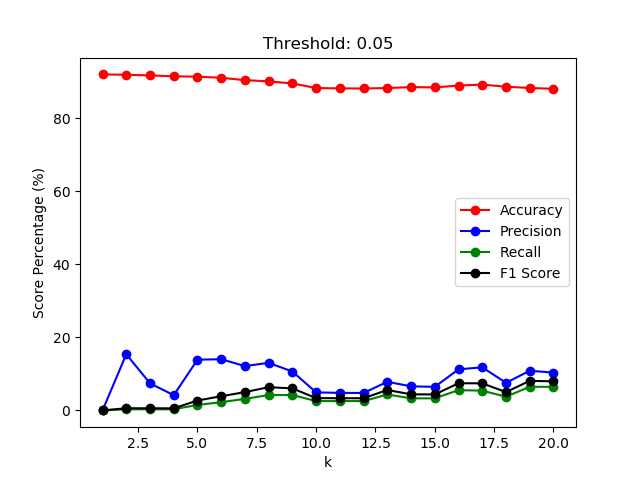 Threshold: 0.05
Score Percentage (%)
80
60
40
20
0
Accuracy
Precision
Recall
F1 Score
2.5 5.0 7.5 10.0 12.5 15.0 17.5 20.0
k